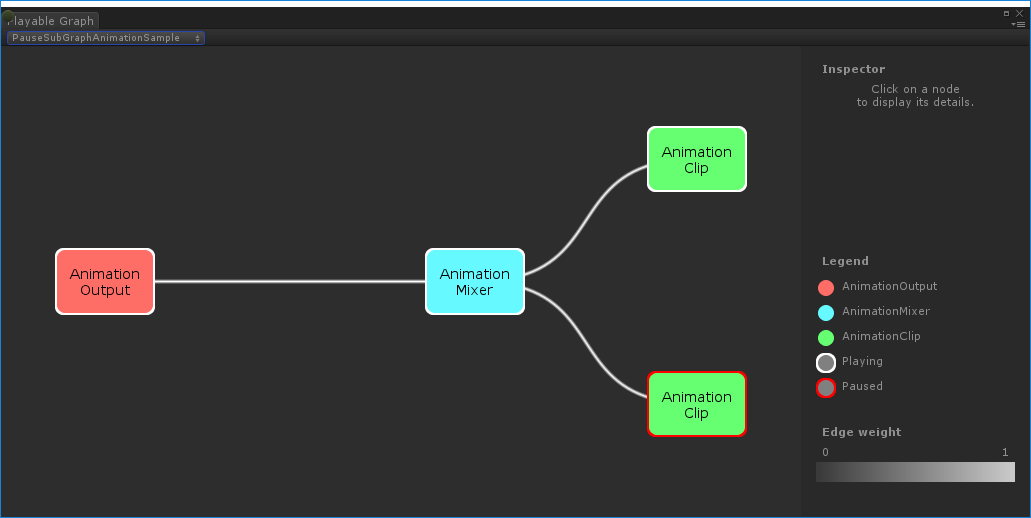 Playable Graph
PauseSubGraphAnimationSample
Animation
Output
Animation
Mixer
Animation
Clip
Animation
Clip
Inspector
Click on a node
to display its details.
Legend
AnimationOutput
AnimationMixer
AnimationClip
Playing
Paused
Edge weight
0 1